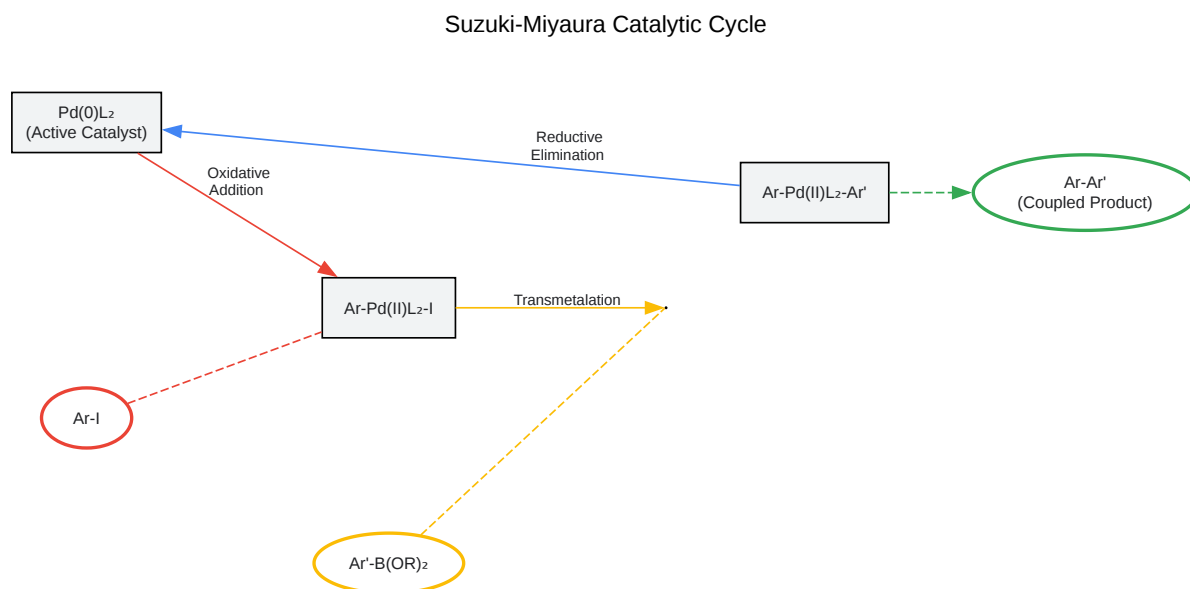 Suzuki-Miyaura Catalytic Cycle
Pd(0)L₂
(Active Catalyst)
Reductive
Elimination
Oxidative
Addition
Ar-Pd(II)L₂-Ar'
Ar-Ar'
(Coupled Product)
Ar-Pd(II)L₂-I
Transmetalation
Ar-I
Ar'-B(OR)₂